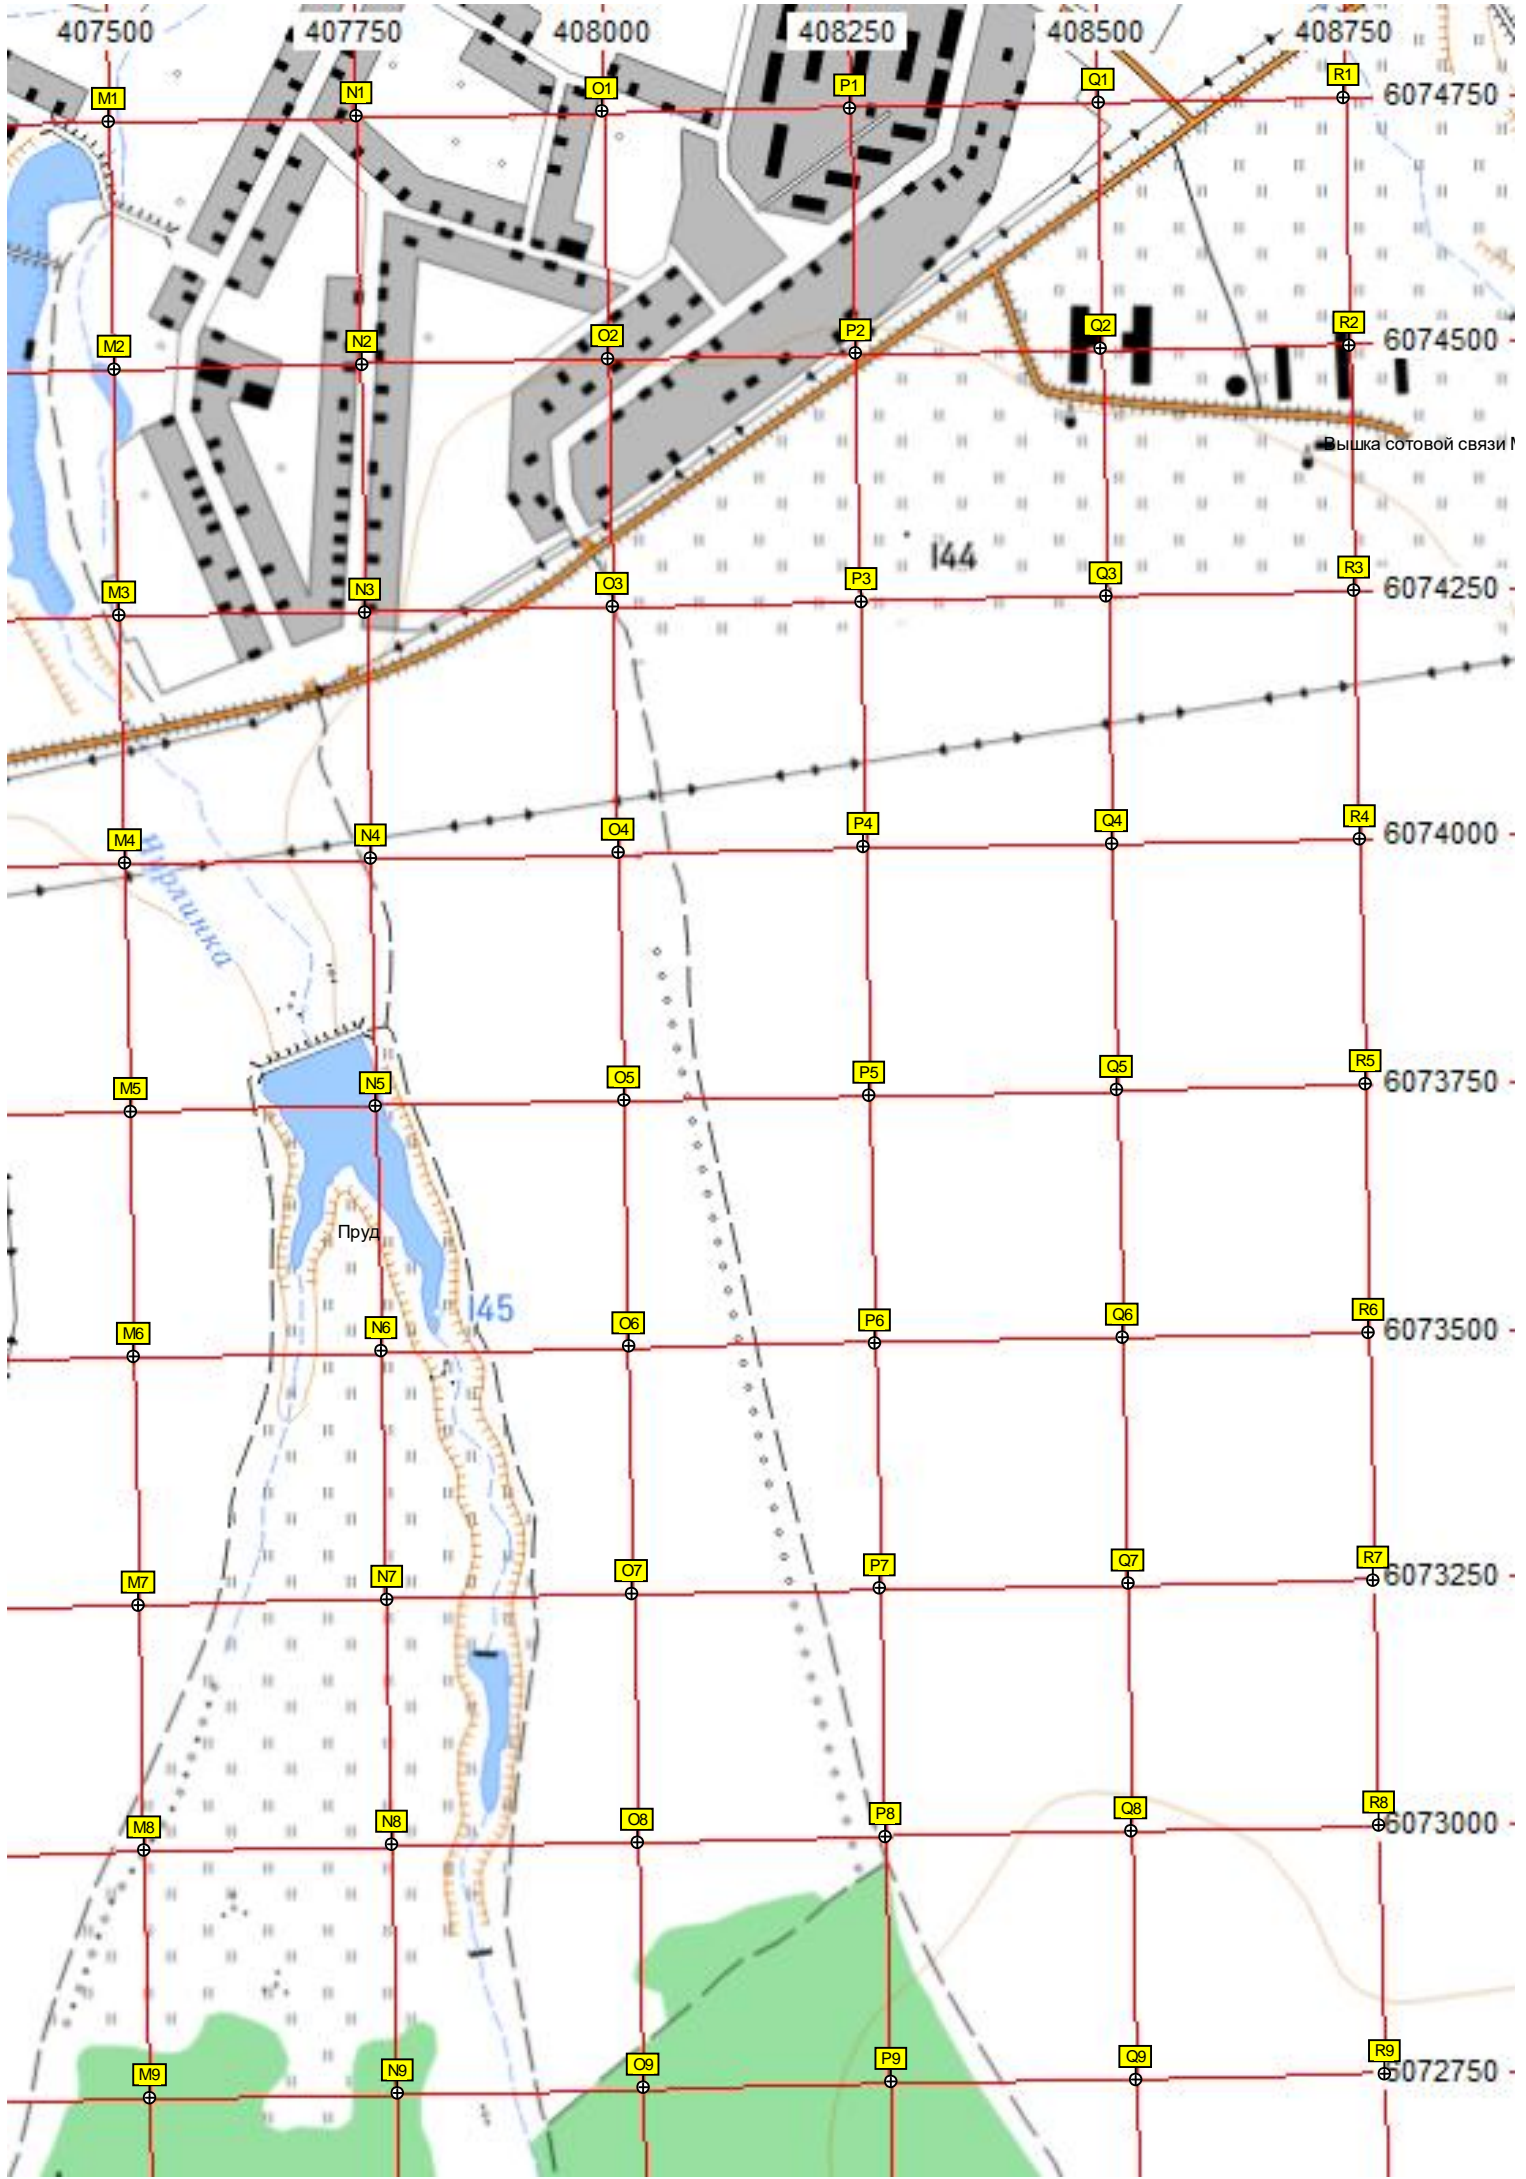 407500 407750 408000 408250 408500 408750
M1 N1 O1 P1 Q1 R1 6074750
M2 N2 O2 P2 Q2 R2 6074500
Вышка сотовой связи М
144
M3 N3 O3 P3 Q3 R3 6074250
M4 N4 O4 P4 Q4 R4 6074000
Нурлинка
M5 N5 O5 P5 Q5 R5 6073750
Пруд
145
M6 N6 O6 P6 Q6 R6 6073500
M7 N7 O7 P7 Q7 R7 6073250
M8 N8 O8 P8 Q8 R8 6073000
M9 N9 O9 P9 Q9 R9 6072750